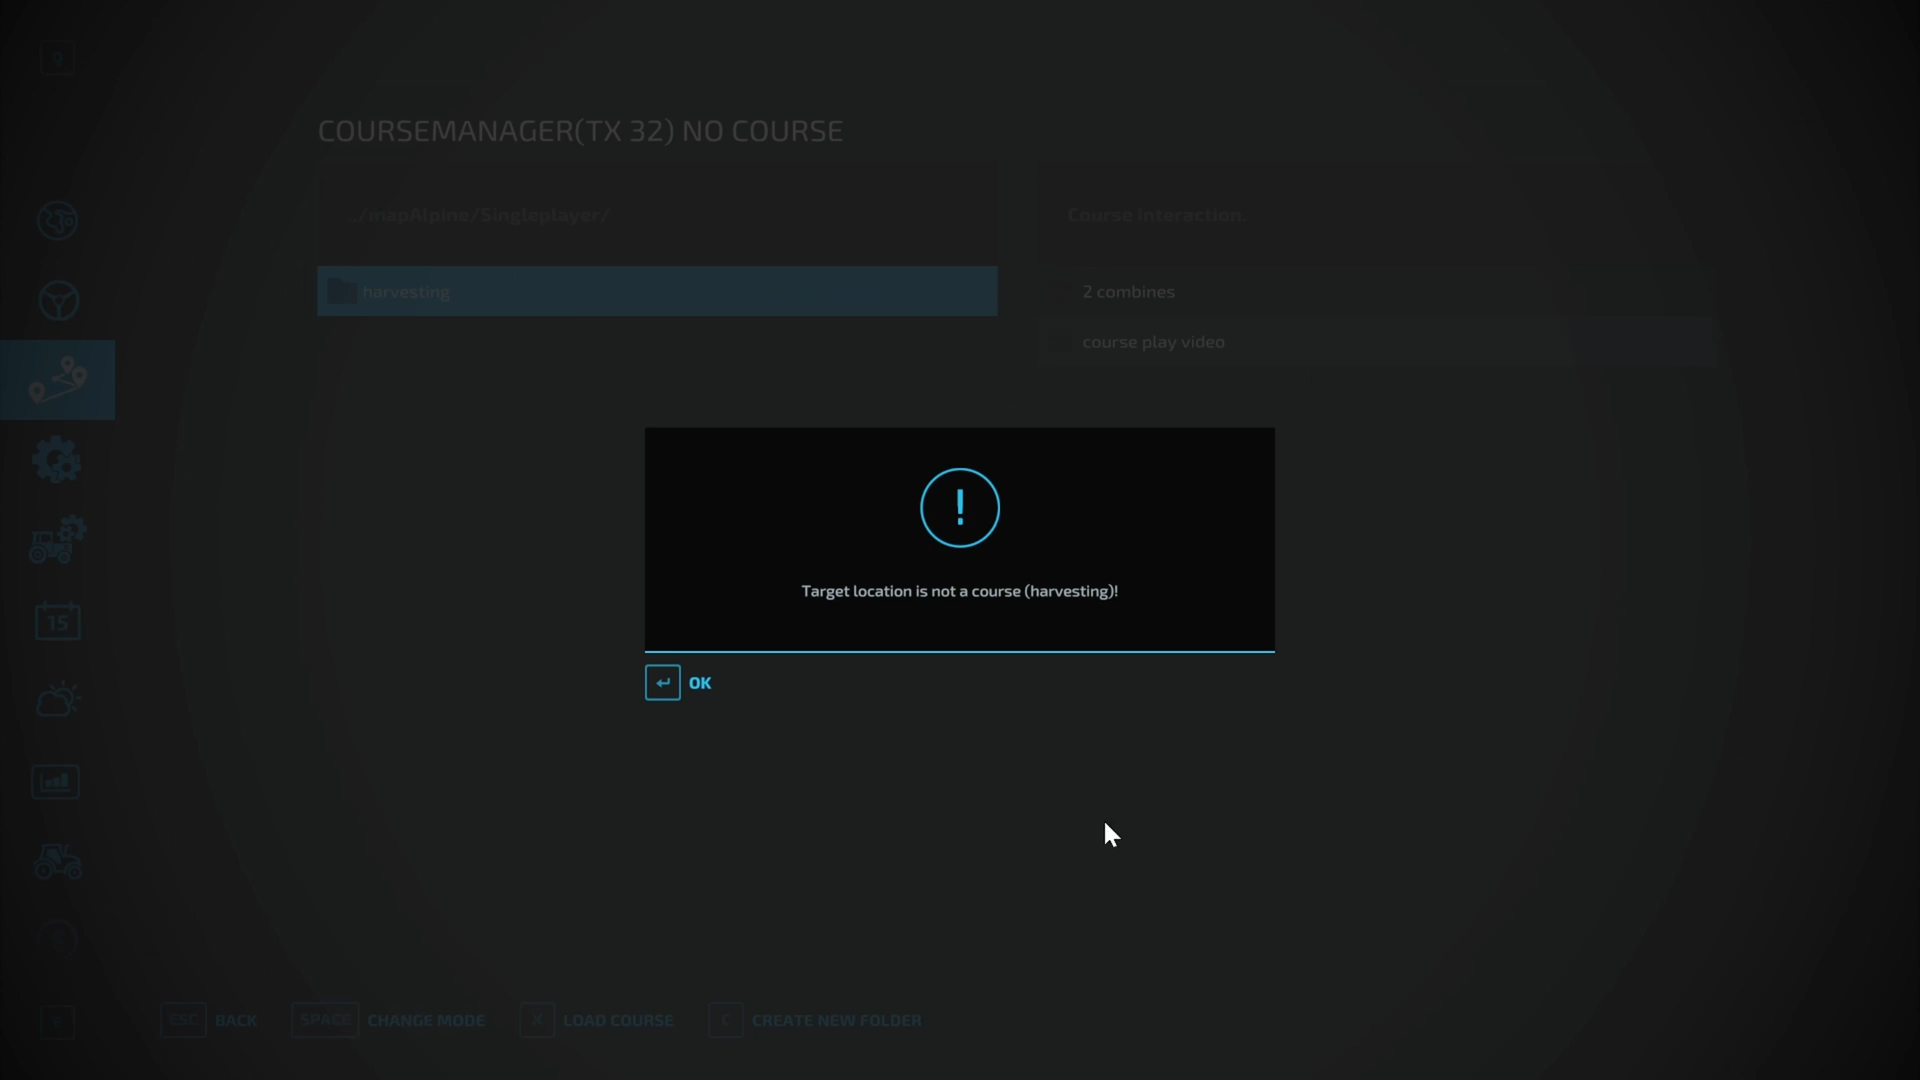 Q
COURSEMANAGER(TX 32) NO COURSE
../mapAlpine/Singleplayer/
Course interaction.
harvesting
2 combines
course play video
!
Target location is not a course (harvesting)!
OK
15
E
ESC BACK
SPACE CHANGE MODE
LOAD COURSE
C CREATE NEW FOLDER